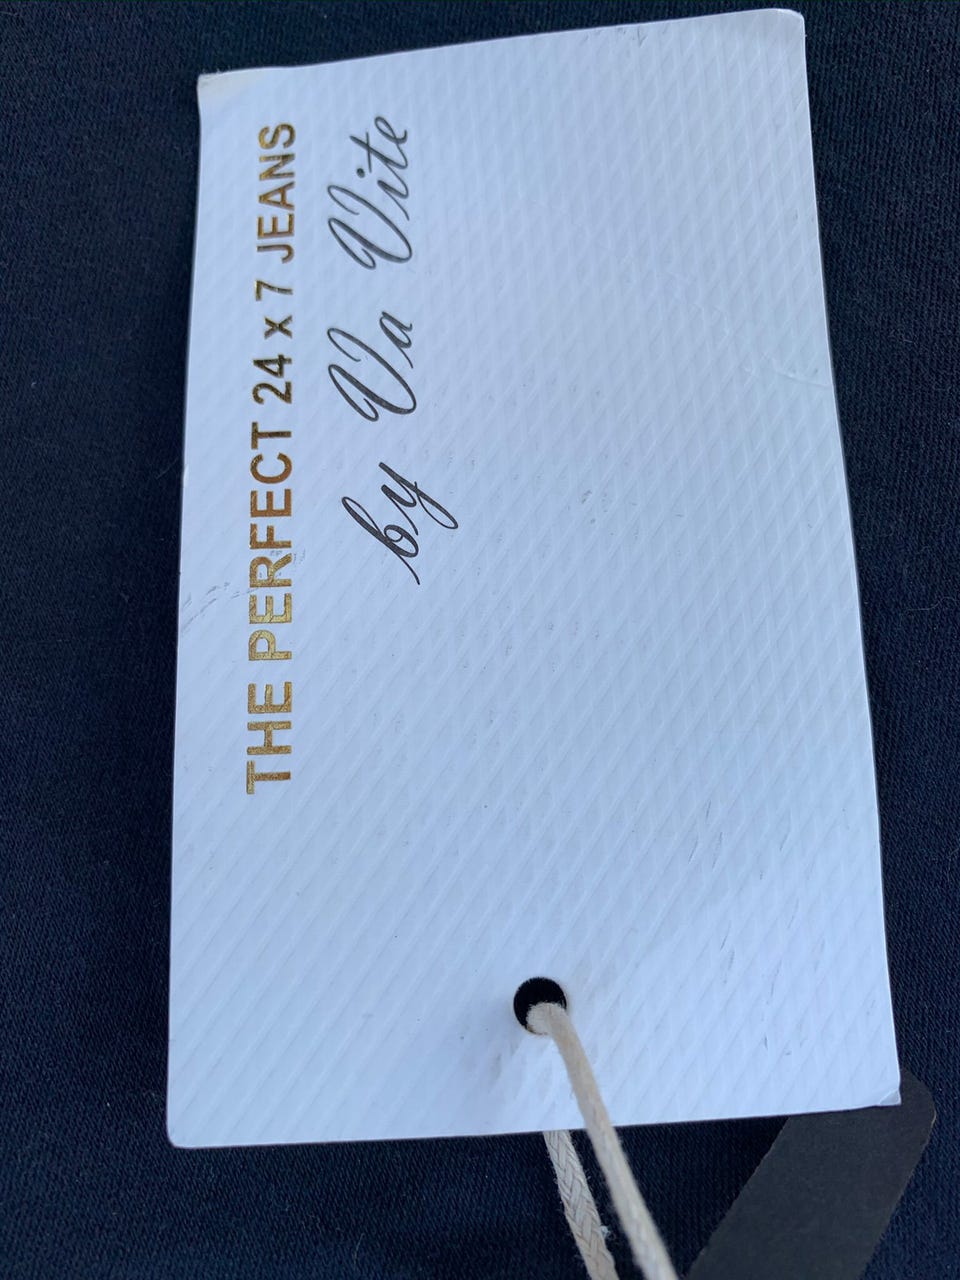 THE PERFECT 24 x 7 JEANS
by Va Vite